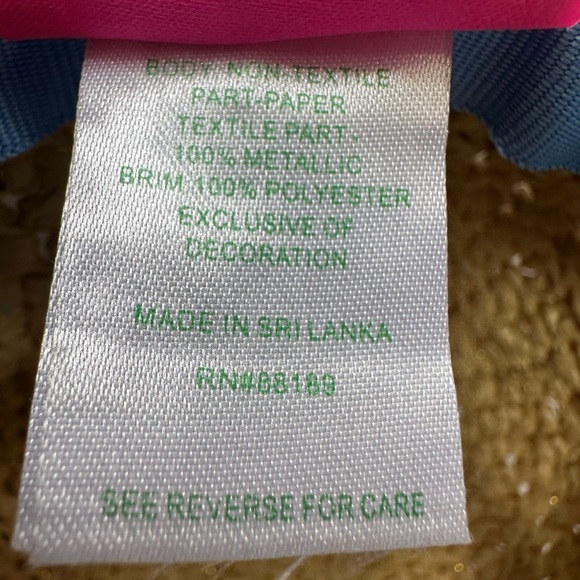 BODY-NON-TEXTILE
PART-PAPER
TEXTILE PART-
100% METALLIC
BRIM-100% POLYESTER
EXCLUSIVE OF
DECORATION
MADE IN SRI LANKA
RN#88189
SEE REVERSE FOR CARE